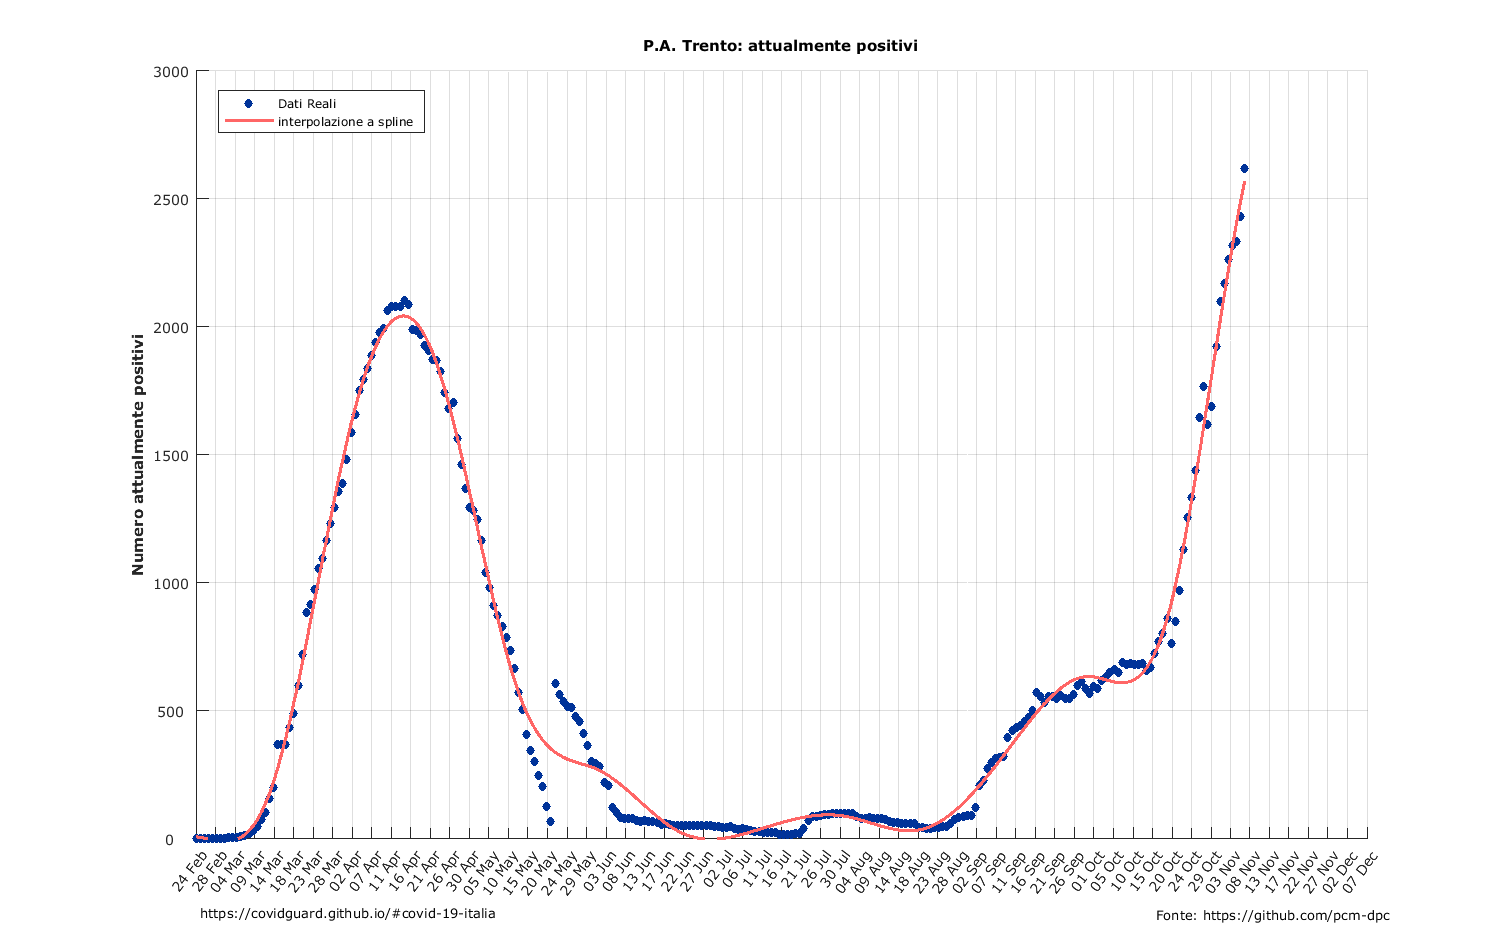 P.A. Trento: attualmente positivi
3000
2500
2000
1500
1000
500
0
Numero attualmente positivi
Dati Reali
interpolazione a spline
24 Feb
28 Feb
04 Mar
09 Mar
14 Mar
18 Mar
23 Mar
28 Mar
02 Apr
07 Apr
11 Apr
16 Apr
21 Apr
26 Apr
30 Apr
05 May
10 May
15 May
20 May
24 May
29 May
03 Jun
08 Jun
13 Jun
17 Jun
22 Jun
27 Jun
02 Jul
06 Jul
11 Jul
16 Jul
21 Jul
26 Jul
30 Jul
04 Aug
09 Aug
14 Aug
18 Aug
23 Aug
28 Aug
02 Sep
07 Sep
11 Sep
16 Sep
21 Sep
26 Sep
01 Oct
05 Oct
10 Oct
15 Oct
20 Oct
24 Oct
29 Oct
03 Nov
08 Nov
13 Nov
17 Nov
22 Nov
27 Nov
02 Dec
07 Dec
https://covidguard.github.io/#covid-19-italia
Fonte: https://github.com/pcm-dpc